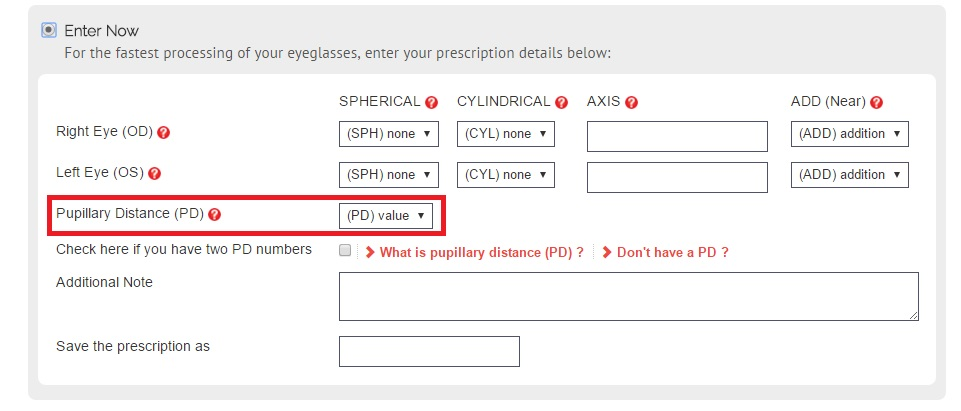 Enter Now
For the fastest processing of your eyeglasses, enter your prescription details below:
SPHERICAL ? CYLINDRICAL ? AXIS ? ADD (Near) ?
Right Eye (OD) ? (SPH) none (CYL) none (ADD) addition
Left Eye (OS) ? (SPH) none (CYL) none (ADD) addition
Pupillary Distance (PD) ? (PD) value
Check here if you have two PD numbers What is pupillary distance (PD) ? Don't have a PD ?
Additional Note
Save the prescription as